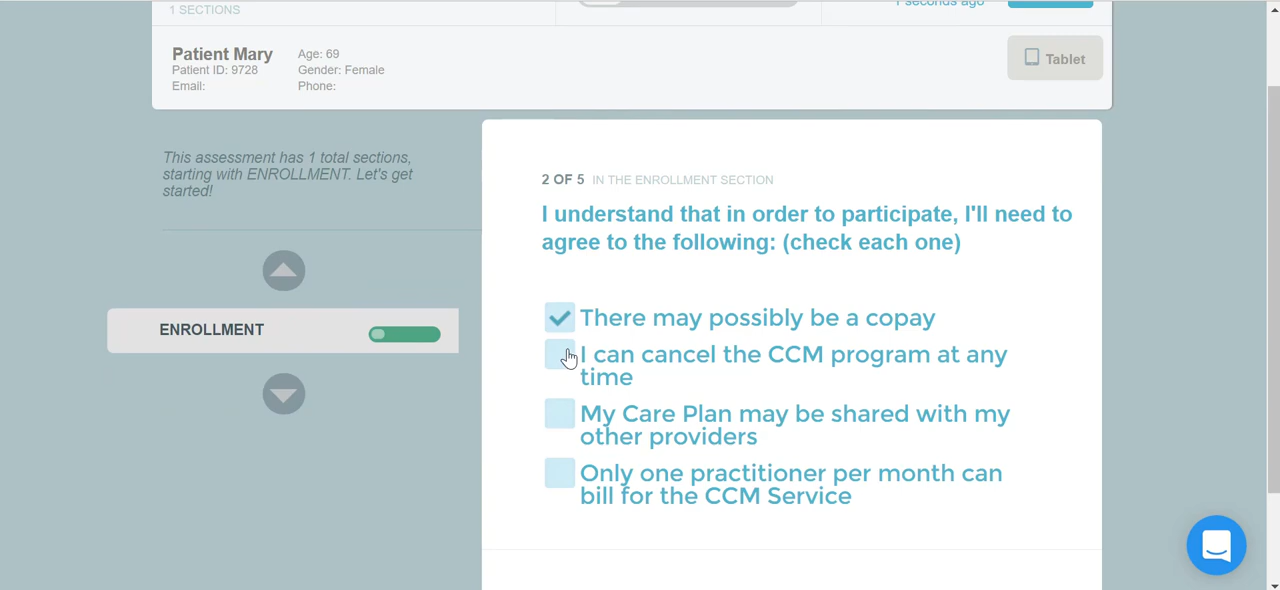 1 SECTIONS
1 seconds ago
Patient Mary
Age: 69
Patient ID: 9728
Gender: Female
Email:
Phone:
Tablet
This assessment has 1 total sections,
starting with ENROLLMENT. Let's get
started!
ENROLLMENT
2 OF 5 IN THE ENROLLMENT SECTION
I understand that in order to participate, I'll need to
agree to the following: (check each one)
There may possibly be a copay
I can cancel the CCM program at any
time
My Care Plan may be shared with my
other providers
Only one practitioner per month can
bill for the CCM Service